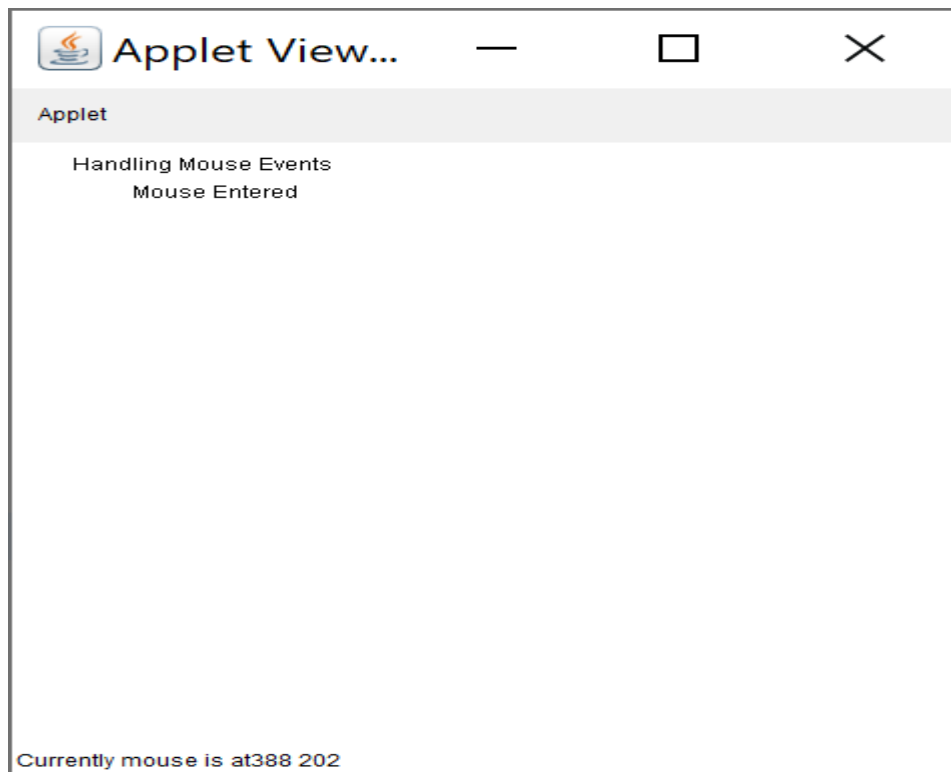 Applet View...
Applet
Handling Mouse Events
Mouse Entered
Currently mouse is at388 202